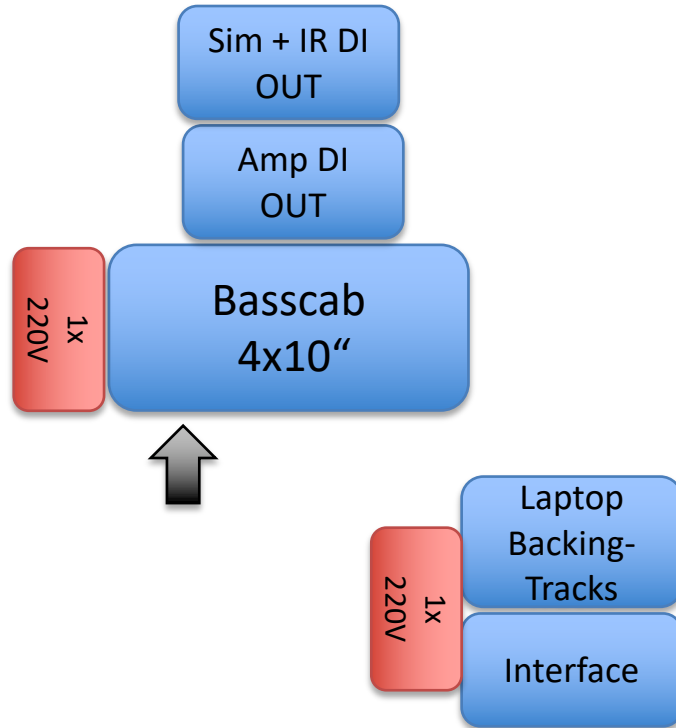 Sim + IR DI
OUT
Amp DI
OUT
1x
220V
Basscab
4x10“
Laptop
Backing-
Tracks
1x
220V
Interface